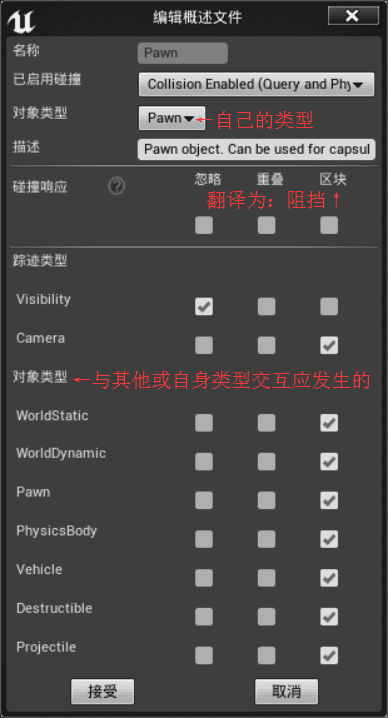 编辑概述文件
名称 Pawn
已启用碰撞 Collision Enabled (Query and Phy
对象类型 Pawn ←自己的类型
描述 Pawn object. Can be used for capsul
碰撞响应 ? 忽略 重叠 区块
翻译为：阻挡↑
踪迹类型
Visibility
Camera
对象类型 ←与其他或自身类型交互应发生的
WorldStatic
WorldDynamic
Pawn
PhysicsBody
Vehicle
Destructible
Projectile
接受 取消